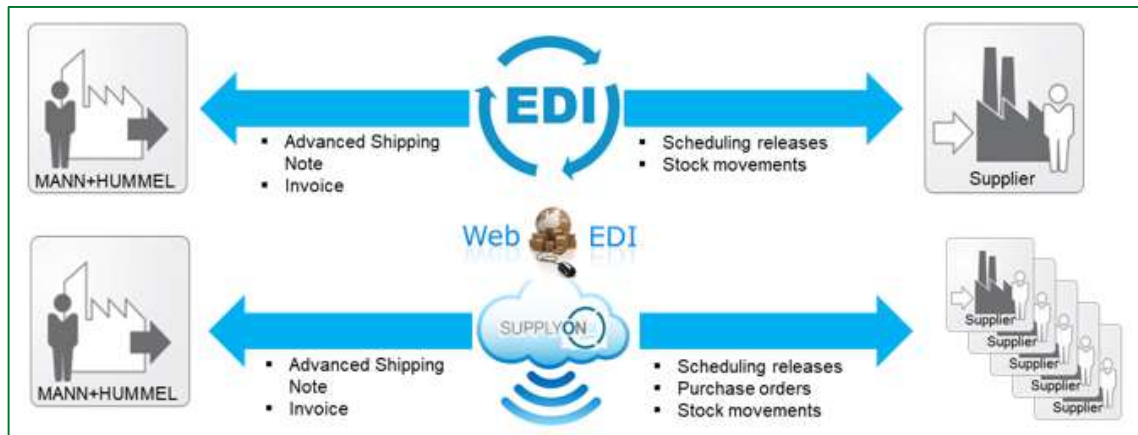 EDI
▪ Advanced Shipping
Note
▪ Invoice
▪ Scheduling releases
▪ Stock movements
MANN+HUMMEL
Supplier
Web EDI
SUPPLYON
▪ Advanced Shipping
Note
▪ Invoice
▪ Scheduling releases
▪ Purchase orders
▪ Stock movements
MANN+HUMMEL
Supplier
Supplier
Supplier
Supplier
Supplier